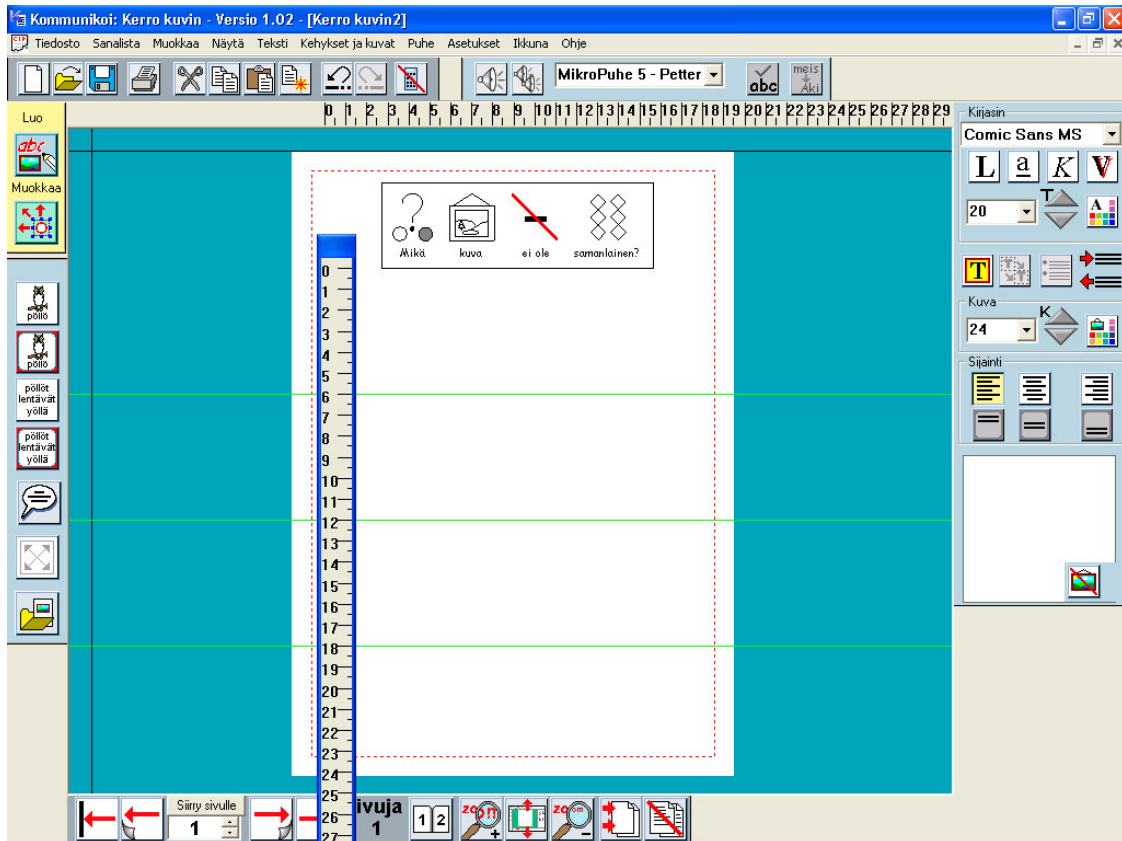 Kommunikoi: Kerro kuvin - Versio 1.02 - [Kerro kuvin2]
Tiedosto Sanalista Muokkaa Näytä Teksti Kehykset ja kuvat Puhe Asetukset Ikkuna Ohje
MikroPuhe 5 - Petter
abc
meis
Aki
Luo
abc
Muokkaa
0 1 2 3 4 5 6 7 8 9 10 11 12 13 14 15 16 17 18 19 20 21 22 23 24 25 26 27 28 29
Kirjasin
Comic Sans MS
L a K V
20
T
A
T
Kuva
24
K
Sijainti
pöllö
pöllö
pöllöt
lentävät
yöllä
pöllöt
lentävät
yöllä
Mikä kuva ei ole samanlainen?
0
1
2
3
4
5
6
7
8
9
10
11
12
13
14
15
16
17
18
19
20
21
22
23
24
25
26
27
Siirry sivulle
1
ivuja
1
1 2
zoom
+
zoom
-